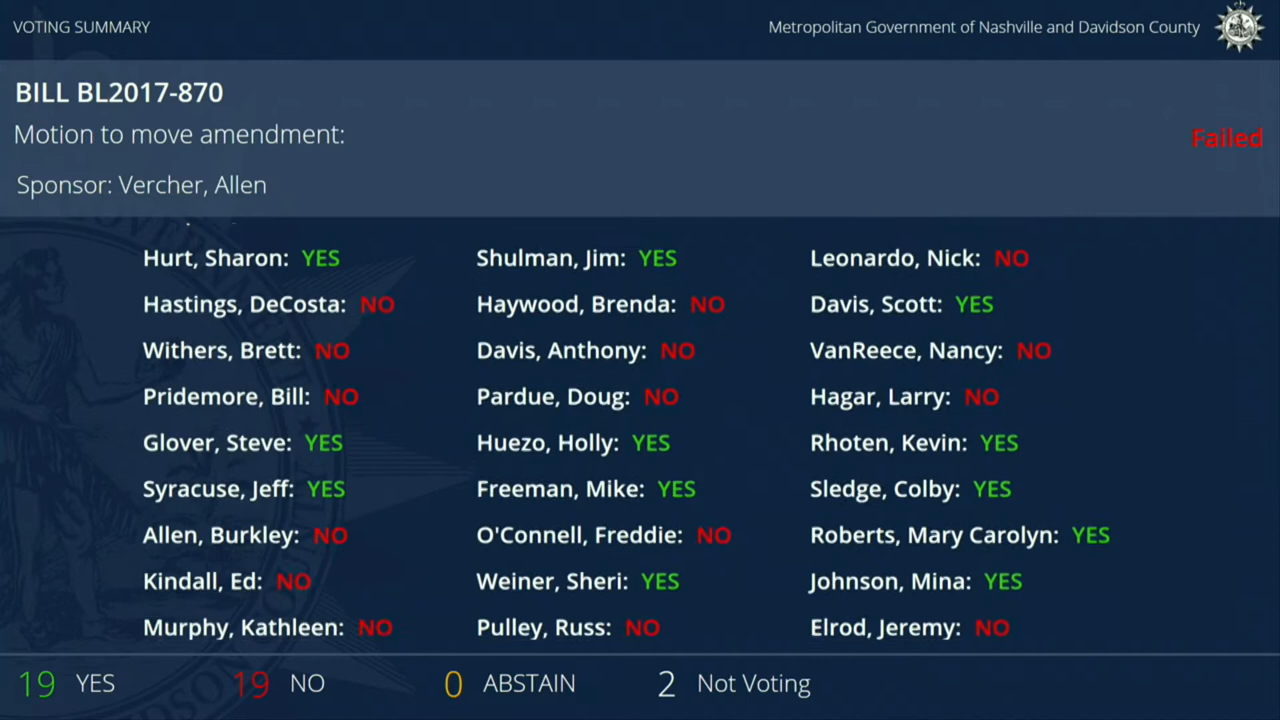 VOTING SUMMARY
Metropolitan Government of Nashville and Davidson County
BILL BL2017-870
Motion to move amendment:
Failed
Sponsor: Vercher, Allen
Hurt, Sharon: YES Shulman, Jim: YES Leonardo, Nick: NO
Hastings, DeCosta: NO Haywood, Brenda: NO Davis, Scott: YES
Withers, Brett: NO Davis, Anthony: NO VanReece, Nancy: NO
Pridemore, Bill: NO Pardue, Doug: NO Hagar, Larry: NO
Glover, Steve: YES Huezo, Holly: YES Rhoten, Kevin: YES
Syracuse, Jeff: YES Freeman, Mike: YES Sledge, Colby: YES
Allen, Burkley: NO O'Connell, Freddie: NO Roberts, Mary Carolyn: YES
Kindall, Ed: NO Weiner, Sheri: YES Johnson, Mina: YES
Murphy, Kathleen: NO Pulley, Russ: NO Elrod, Jeremy: NO
19 YES 19 NO 0 ABSTAIN 2 Not Voting